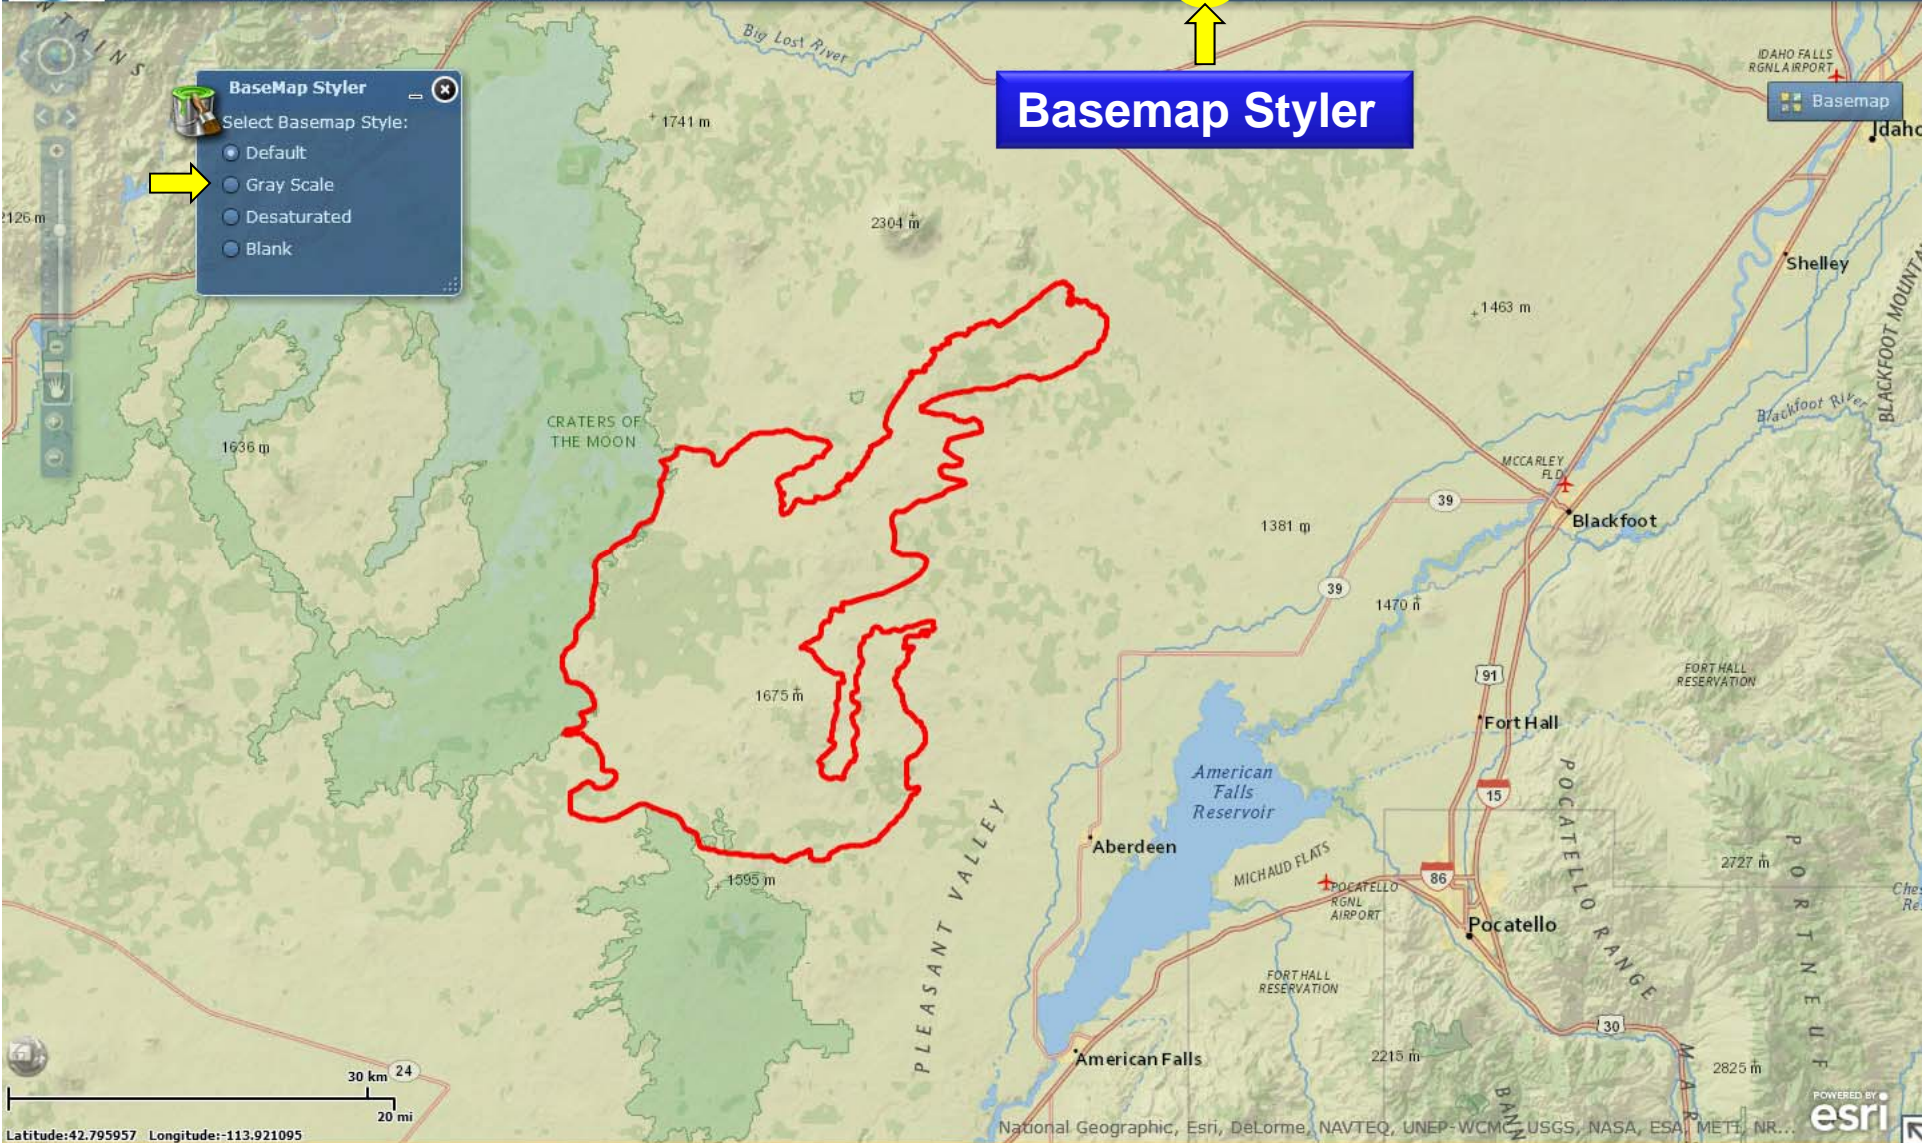 T A I N S
Big Lost River
IDAHO FALLS
RGNL AIRPORT
BaseMap Styler
Select Basemap Style:
Default
Gray Scale
Desaturated
Blank
Basemap Styler
Basemap
Idaho
1741 m
2126 m
2304 m
Shelley
1463 m
BLACKFOOT MOUNTA
Blackfoot River
CRATERS OF
THE MOON
1636 m
MCCARLEY
FLD
39
Blackfoot
1381 m
39
1470
FORT HALL
RESERVATION
91
1675 m
Fort Hall
American
Falls
Reservoir
15
POCATELLO RANGE
PORTNEUF
PLEASANT VALLEY
Aberdeen
MICHAUD FLATS
86
2727 m
1595 m
POCATELLO
RGNL
AIRPORT
Ches
Re
Pocatello
FORT HALL
RESERVATION
30
American Falls
2215 m
MAR
2825 m
BANN
24
30 km
20 mi
Latitude:42.795957 Longitude:-113.921095
National Geographic, Esri, DeLorme, NAVTEQ, UNEP-WCMC, USGS, NASA, ESA, METI, NR...
POWERED BY
esri